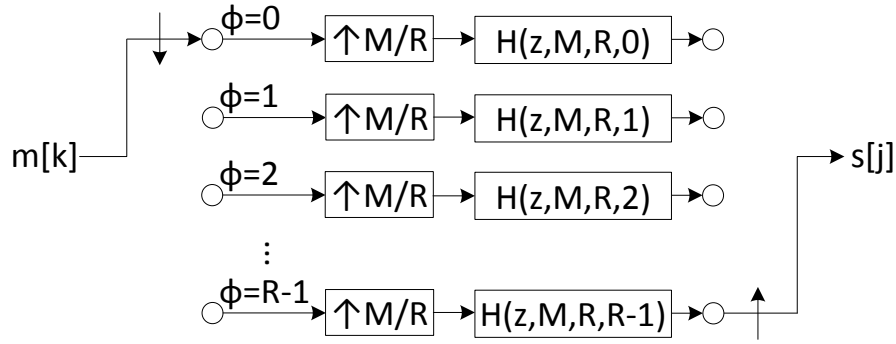 ϕ=0 ↑M/R H(z,M,R,0)
ϕ=1 ↑M/R H(z,M,R,1)
m[k] s[j]
ϕ=2 ↑M/R H(z,M,R,2)
⋮
ϕ=R-1 ↑M/R H(z,M,R,R-1)